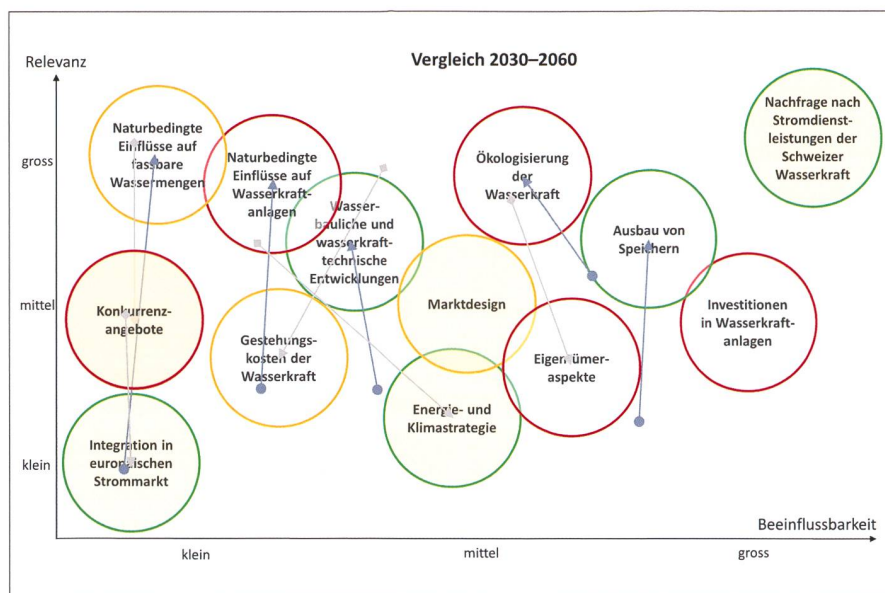 Vergleich 2030–2060
Relevanz
gross
mittel
klein
Naturbedingte
Einflüsse auf
fassbare
Wassermengen
Naturbedingte
Einflüsse auf
Wasserkraft-
anlagen
Wasser-
bauliche und
wasserkraft-
technische
Entwicklungen
Ökologisierung
der
Wasserkraft
Ausbau von
Speichern
Nachfrage nach
Stromdienst-
leistungen der
Schweizer
Wasserkraft
Konkurrenz-
angebote
Gestehungs-
kosten der
Wasserkraft
Marktdesign
Eigentümer-
aspekte
Investitionen
in Wasserkraft-
anlagen
Energie- und
Klimastrategie
Integration in
europäischen
Strommarkt
Beeinflussbarkeit
klein
mittel
gross